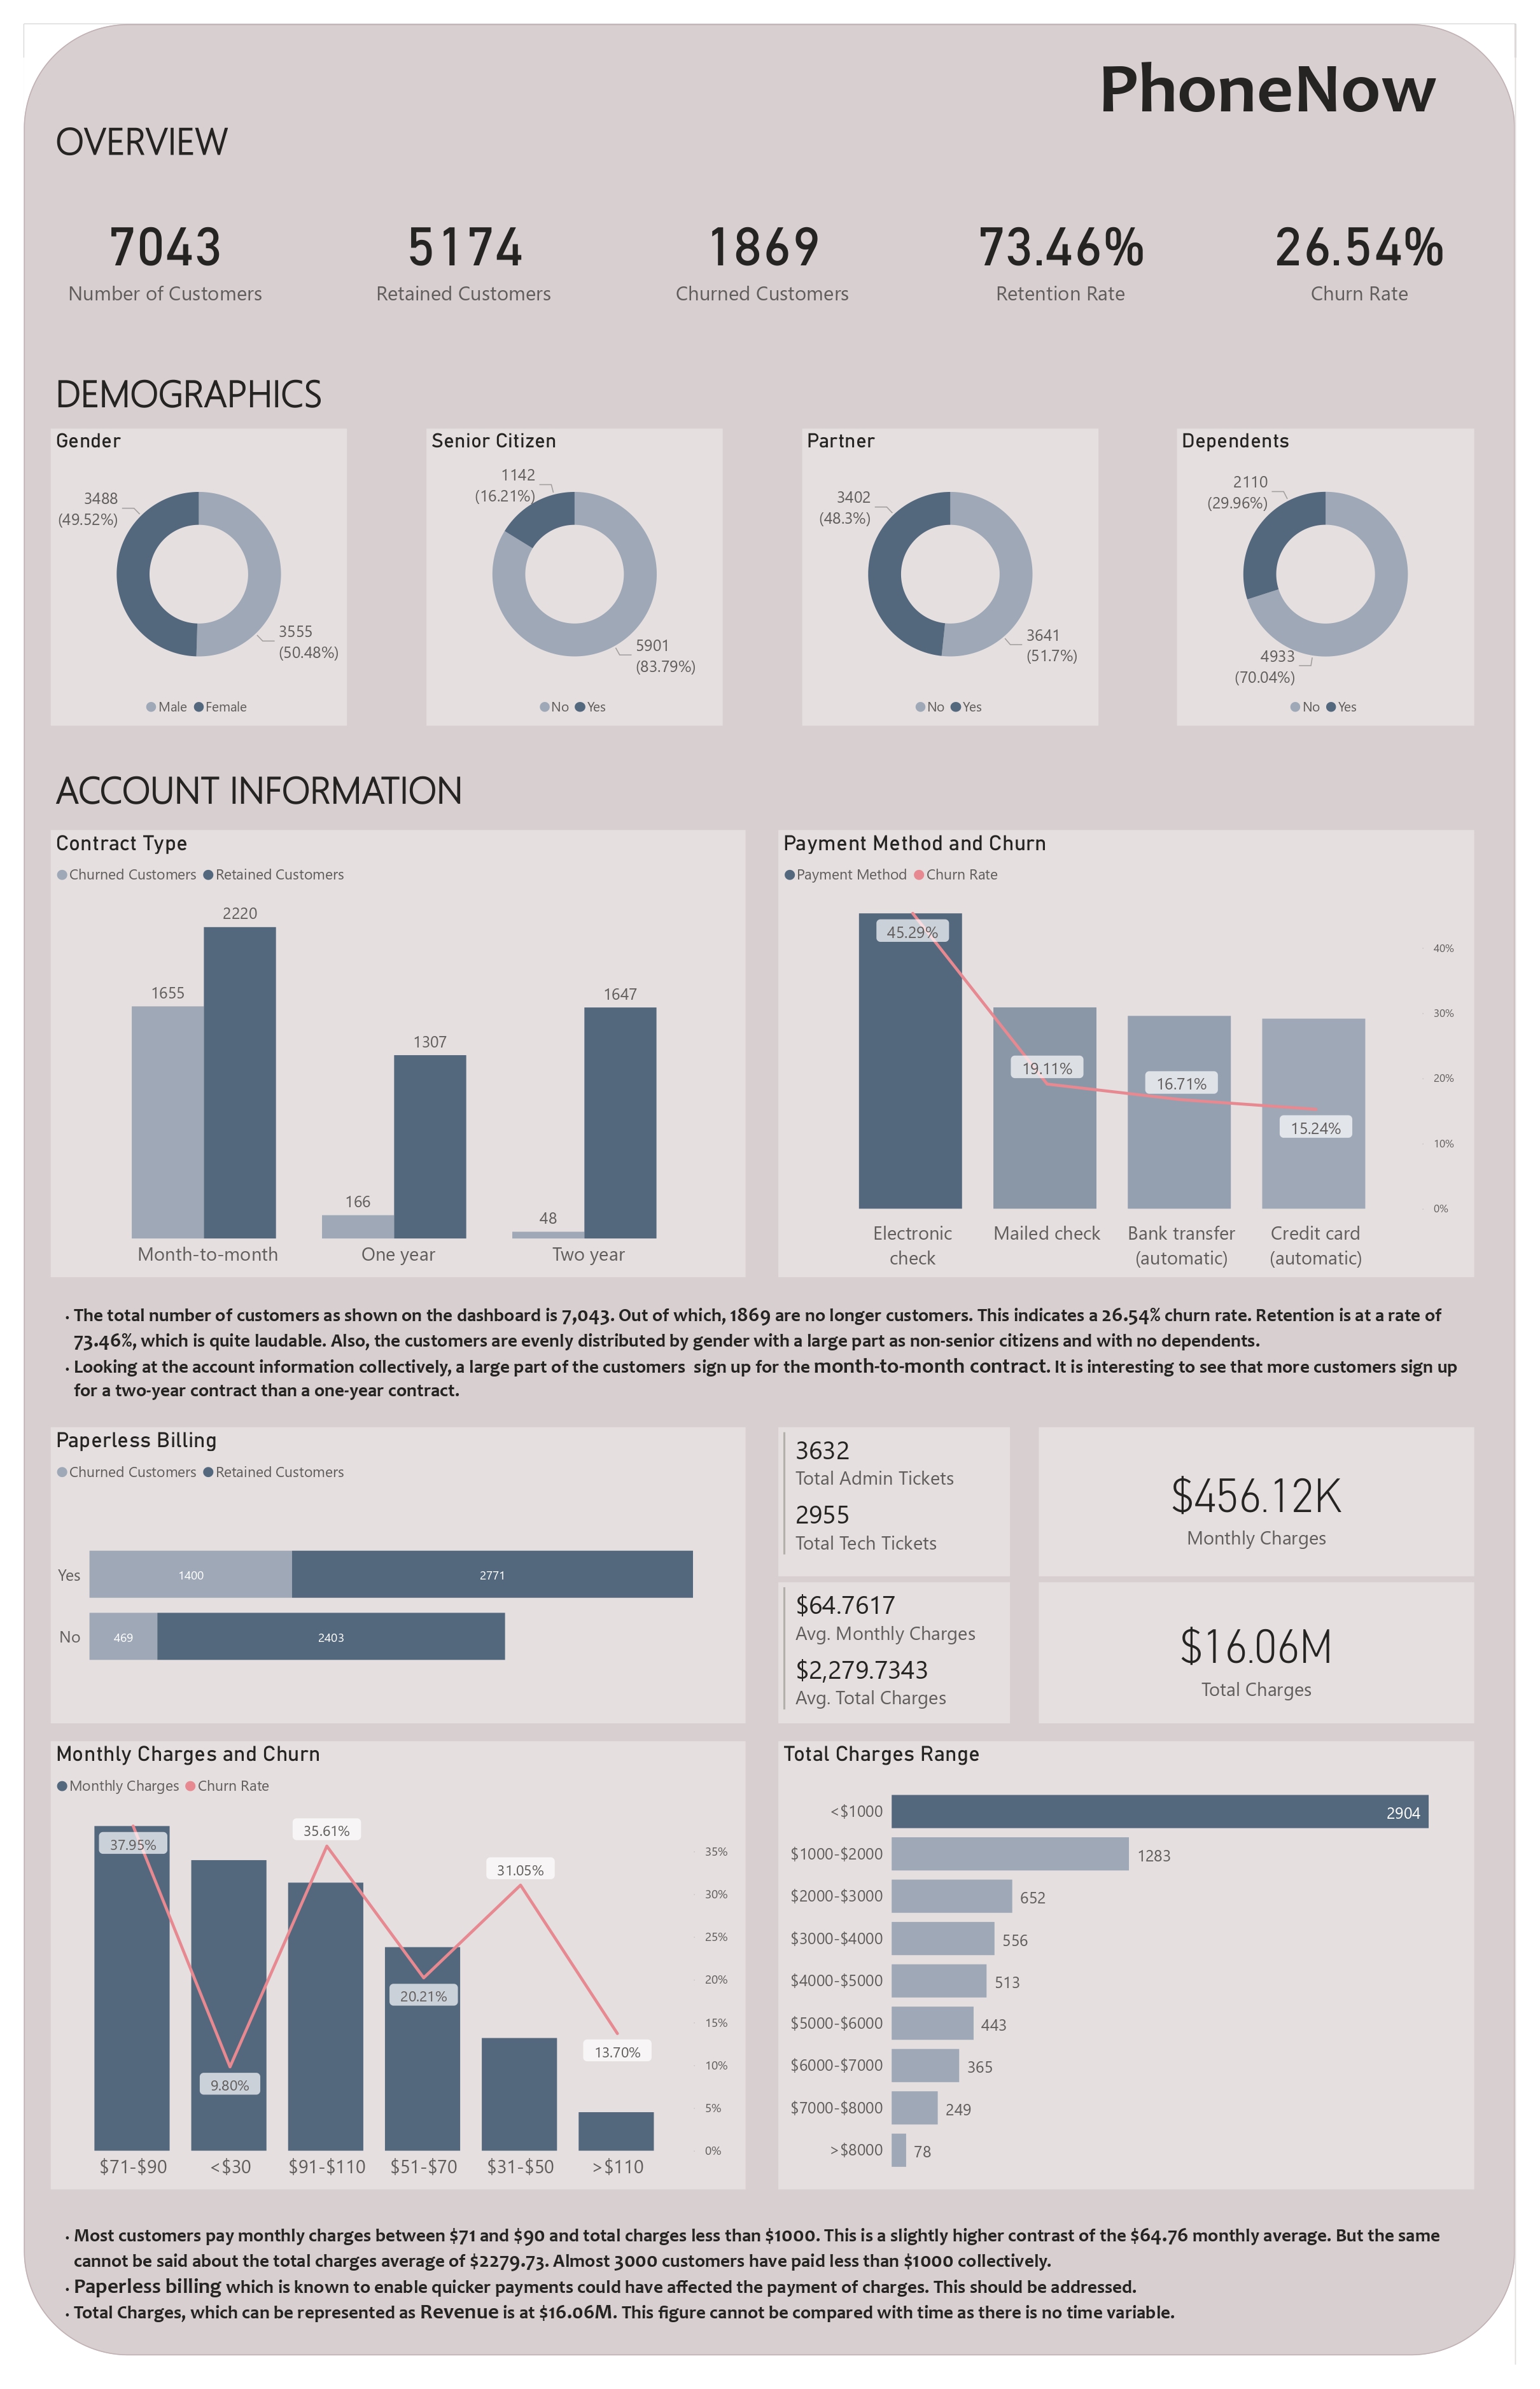 PhoneNow
OVERVIEW
7043
Number of Customers
5174
Retained Customers
1869
Churned Customers
73.46%
Retention Rate
26.54%
Churn Rate
DEMOGRAPHICS
Gender
3488
(49.52%)
3555
(50.48%)
Male Female
Senior Citizen
1142
(16.21%)
5901
(83.79%)
No Yes
Partner
3402
(48.3%)
3641
(51.7%)
No Yes
Dependents
2110
(29.96%)
4933
(70.04%)
No Yes
ACCOUNT INFORMATION
Contract Type
Churned Customers Retained Customers
2220
1655
1647
1307
166
48
Month-to-month One year Two year
Payment Method and Churn
Payment Method Churn Rate
45.29%
19.11%
16.71%
15.24%
40%
30%
20%
10%
0%
Electronic check
Mailed check
Bank transfer (automatic)
Credit card (automatic)
• The total number of customers as shown on the dashboard is 7,043. Out of which, 1869 are no longer customers. This indicates a 26.54% churn rate. Retention is at a rate of
73.46%, which is quite laudable. Also, the customers are evenly distributed by gender with a large part as non-senior citizens and with no dependents.
• Looking at the account information collectively, a large part of the customers sign up for the month-to-month contract. It is interesting to see that more customers sign up
for a two-year contract than a one-year contract.
Paperless Billing
Churned Customers Retained Customers
Yes 1400 2771
No 469 2403
3632
Total Admin Tickets
2955
Total Tech Tickets
$456.12K
Monthly Charges
$64.7617
Avg. Monthly Charges
$2,279.7343
Avg. Total Charges
$16.06M
Total Charges
Monthly Charges and Churn
Monthly Charges Churn Rate
37.95%
9.80%
35.61%
20.21%
31.05%
13.70%
35%
30%
25%
20%
15%
10%
5%
0%
$71-$90 <$30 $91-$110 $51-$70 $31-$50 >$110
Total Charges Range
<$1000 2904
$1000-$2000 1283
$2000-$3000 652
$3000-$4000 556
$4000-$5000 513
$5000-$6000 443
$6000-$7000 365
$7000-$8000 249
>$8000 78
• Most customers pay monthly charges between $71 and $90 and total charges less than $1000. This is a slightly higher contrast of the $64.76 monthly average. But the same
cannot be said about the total charges average of $2279.73. Almost 3000 customers have paid less than $1000 collectively.
• Paperless billing which is known to enable quicker payments could have affected the payment of charges. This should be addressed.
• Total Charges, which can be represented as Revenue is at $16.06M. This figure cannot be compared with time as there is no time variable.